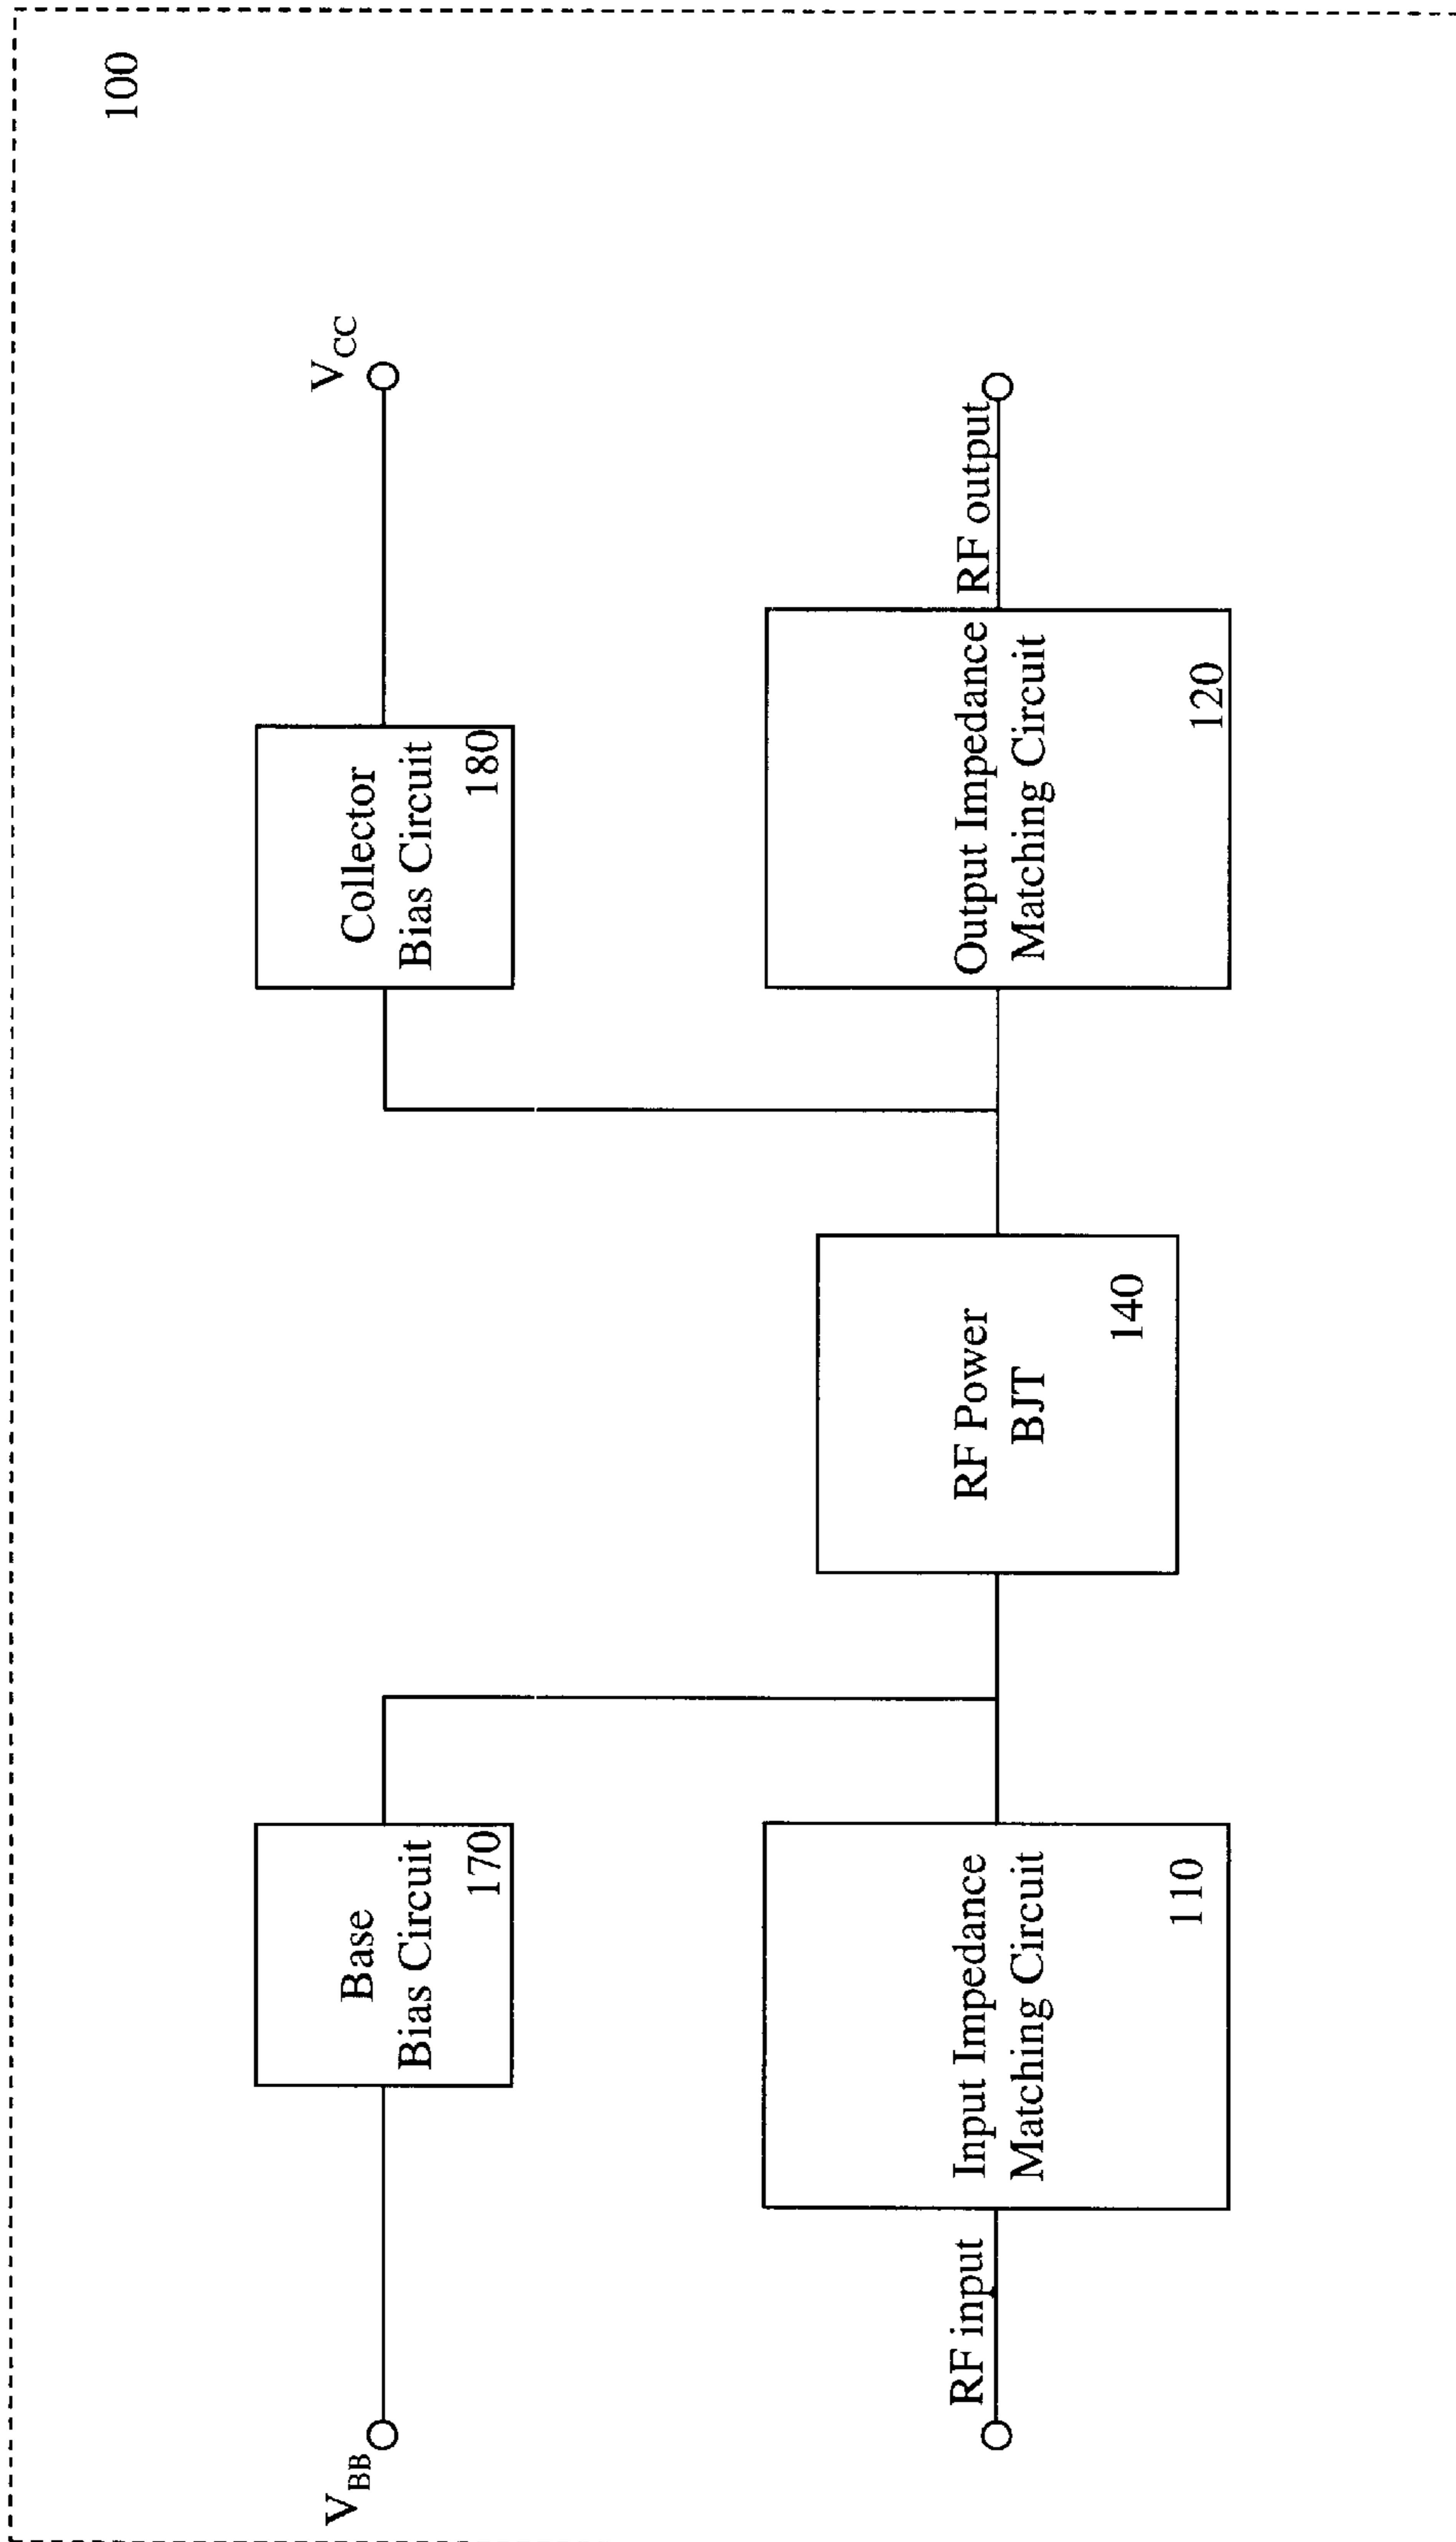 100
V_BB
Base
Bias Circuit
170
Collector
Bias Circuit
180
V_CC
RF input
Input Impedance
Matching Circuit
110
RF Power
BJT
140
Output Impedance
Matching Circuit
120
RF output